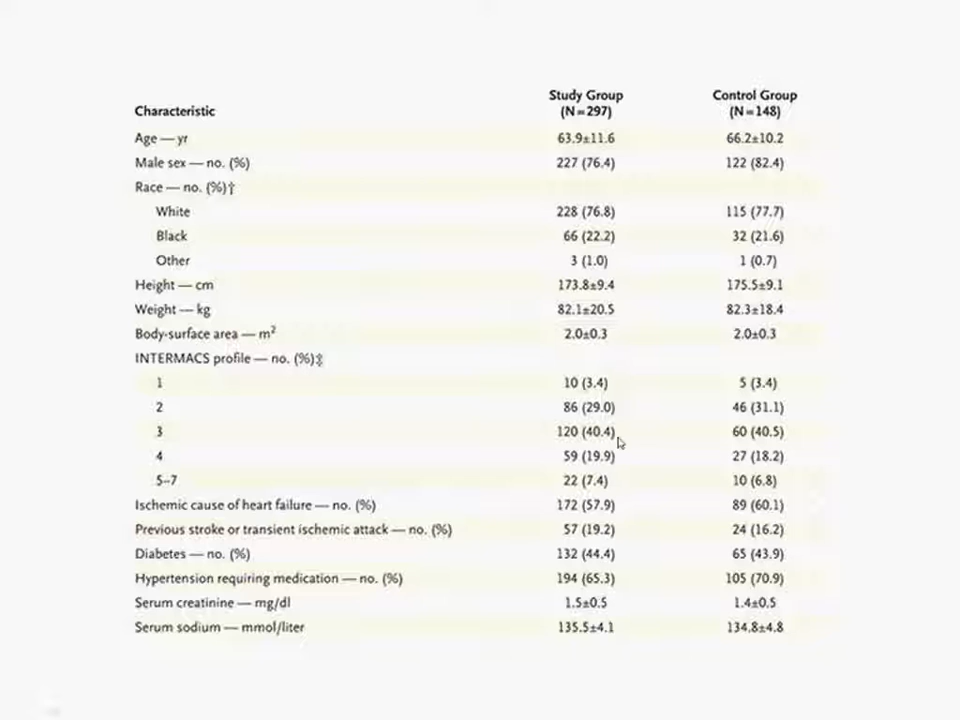 Characteristic Study Group (N=297) Control Group (N=148)
Age — yr 63.9±11.6 66.2±10.2
Male sex — no. (%) 227 (76.4) 122 (82.4)
Race — no. (%)†
White 228 (76.8) 115 (77.7)
Black 66 (22.2) 32 (21.6)
Other 3 (1.0) 1 (0.7)
Height — cm 173.8±9.4 175.5±9.1
Weight — kg 82.1±20.5 82.3±18.4
Body-surface area — m² 2.0±0.3 2.0±0.3
INTERMACS profile — no. (%)‡
1 10 (3.4) 5 (3.4)
2 86 (29.0) 46 (31.1)
3 120 (40.4) 60 (40.5)
4 59 (19.9) 27 (18.2)
5–7 22 (7.4) 10 (6.8)
Ischemic cause of heart failure — no. (%) 172 (57.9) 89 (60.1)
Previous stroke or transient ischemic attack — no. (%) 57 (19.2) 24 (16.2)
Diabetes — no. (%) 132 (44.4) 65 (43.9)
Hypertension requiring medication — no. (%) 194 (65.3) 105 (70.9)
Serum creatinine — mg/dl 1.5±0.5 1.4±0.5
Serum sodium — mmol/liter 135.5±4.1 134.8±4.8